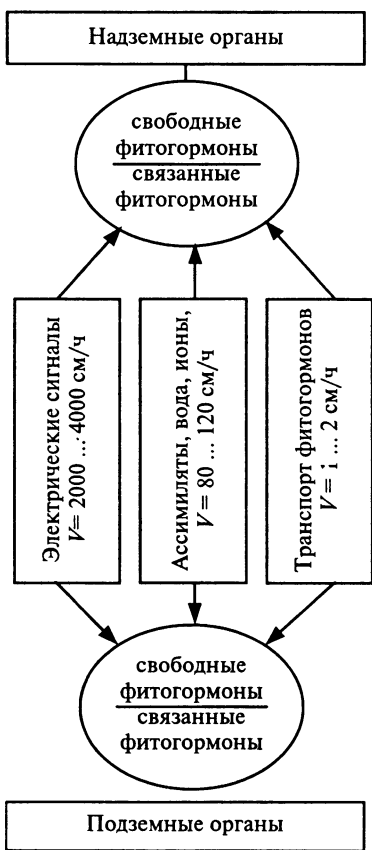 Надземные органы
свободные
фитогормоны
связанные
фитогормоны
Электрические сигналы
V= 2000 ... 4000 см/ч
Ассимиляты, вода, ионы,
V = 80 ... 120 см/ч
Транспорт фитогормонов
V = i ... 2 см/ч
свободные
фитогормоны
связанные
фитогормоны
Подземные органы